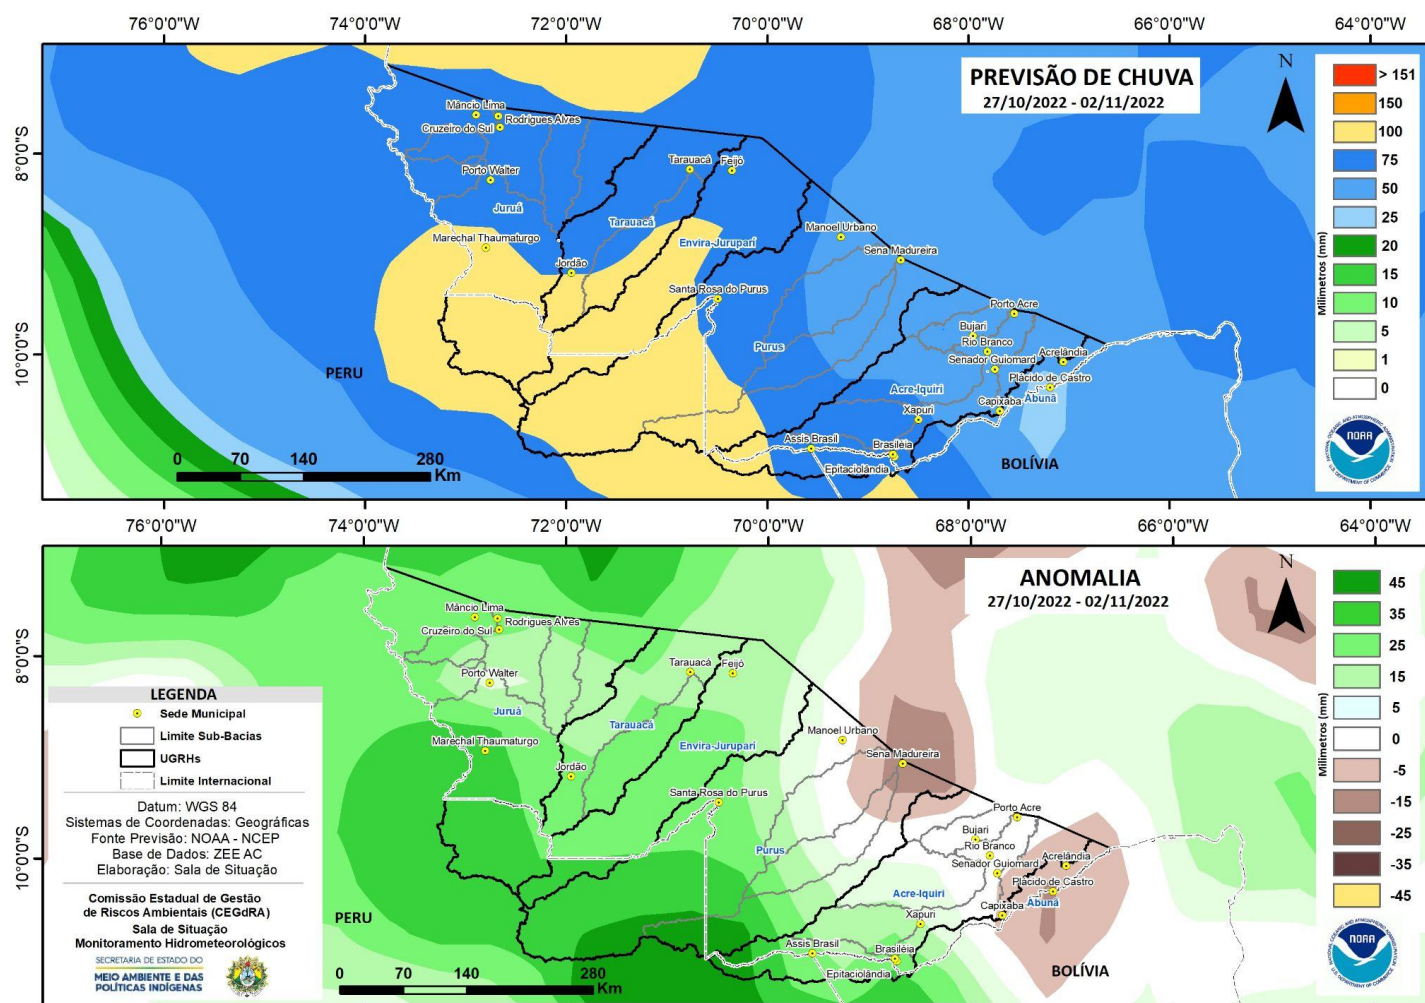 76°0'0"W 74°0'0"W 72°0'0"W 70°0'0"W 68°0'0"W 66°0'0"W 64°0'0"W
8°0'0"S
10°0'0"S
PREVISÃO DE CHUVA
27/10/2022 - 02/11/2022
N
Mâncio Lima
Rodrigues Alves
Cruzeiro do Sul
Porto Walter
Juruá
Marechal Thaumaturgo
Jordão
Tarauacá
Feijó
Tarauacá
Envira-Jurupari
Santa Rosa do Purus
Manoel Urbano
Sena Madureira
Purus
Porto Acre
Bujari
Rio Branco
Senador Guiomard
Acrelândia
Plácido de Castro
Abunã
Acre-Iquiri
Capixaba
Xapuri
Assis Brasil
Brasiléia
Epitaciolândia
PERU
BOLÍVIA
0 70 140 280
Km
Milimetros (mm)
> 151
150
100
75
50
25
20
15
10
5
1
0
NOAA
76°0'0"W 74°0'0"W 72°0'0"W 70°0'0"W 68°0'0"W 66°0'0"W 64°0'0"W
8°0'0"S
10°0'0"S
ANOMALIA
27/10/2022 - 02/11/2022
N
Mâncio Lima
Rodrigues Alves
Cruzeiro do Sul
Porto Walter
Juruá
Marechal Thaumaturgo
Jordão
Tarauacá
Feijó
Tarauacá
Envira-Jurupari
Santa Rosa do Purus
Manoel Urbano
Sena Madureira
Purus
Porto Acre
Bujari
Rio Branco
Senador Guiomard
Acrelândia
Plácido de Castro
Abunã
Acre-Iquiri
Capixaba
Xapuri
Assis Brasil
Brasiléia
Epitaciolândia
PERU
BOLÍVIA
0 70 140 280
Km
Milimetros (mm)
45
35
25
15
5
0
-5
-15
-25
-35
-45
NOAA
LEGENDA
Sede Municipal
Limite Sub-Bacias
UGRHs
Limite Internacional
Datum: WGS 84
Sistemas de Coordenadas: Geográficas
Fonte Previsão: NOAA - NCEP
Base de Dados: ZEE AC
Elaboração: Sala de Situação
Comissão Estadual de Gestão
de Riscos Ambientais (CEGdRA)
Sala de Situação
Monitoramento Hidrometeorológicos
SECRETARIA DE ESTADO DO
MEIO AMBIENTE E DAS
POLÍTICAS INDÍGENAS